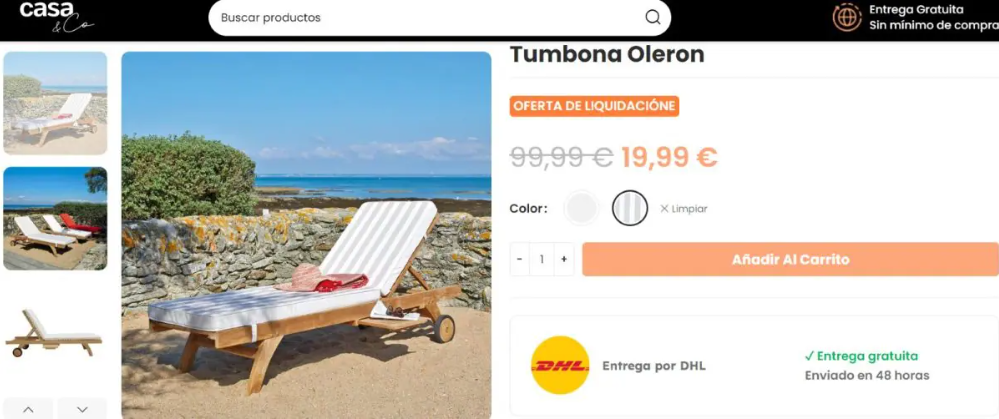 casa
& Co
Buscar productos
Entrega Gratuita
Sin mínimo de compra
Tumbona Oleron
OFERTA DE LIQUIDACIÓNE
99,99 € 19,99 €
Color: Limpiar
- 1 + Añadir Al Carrito
DHL Entrega por DHL
✓ Entrega gratuita
Enviado en 48 horas